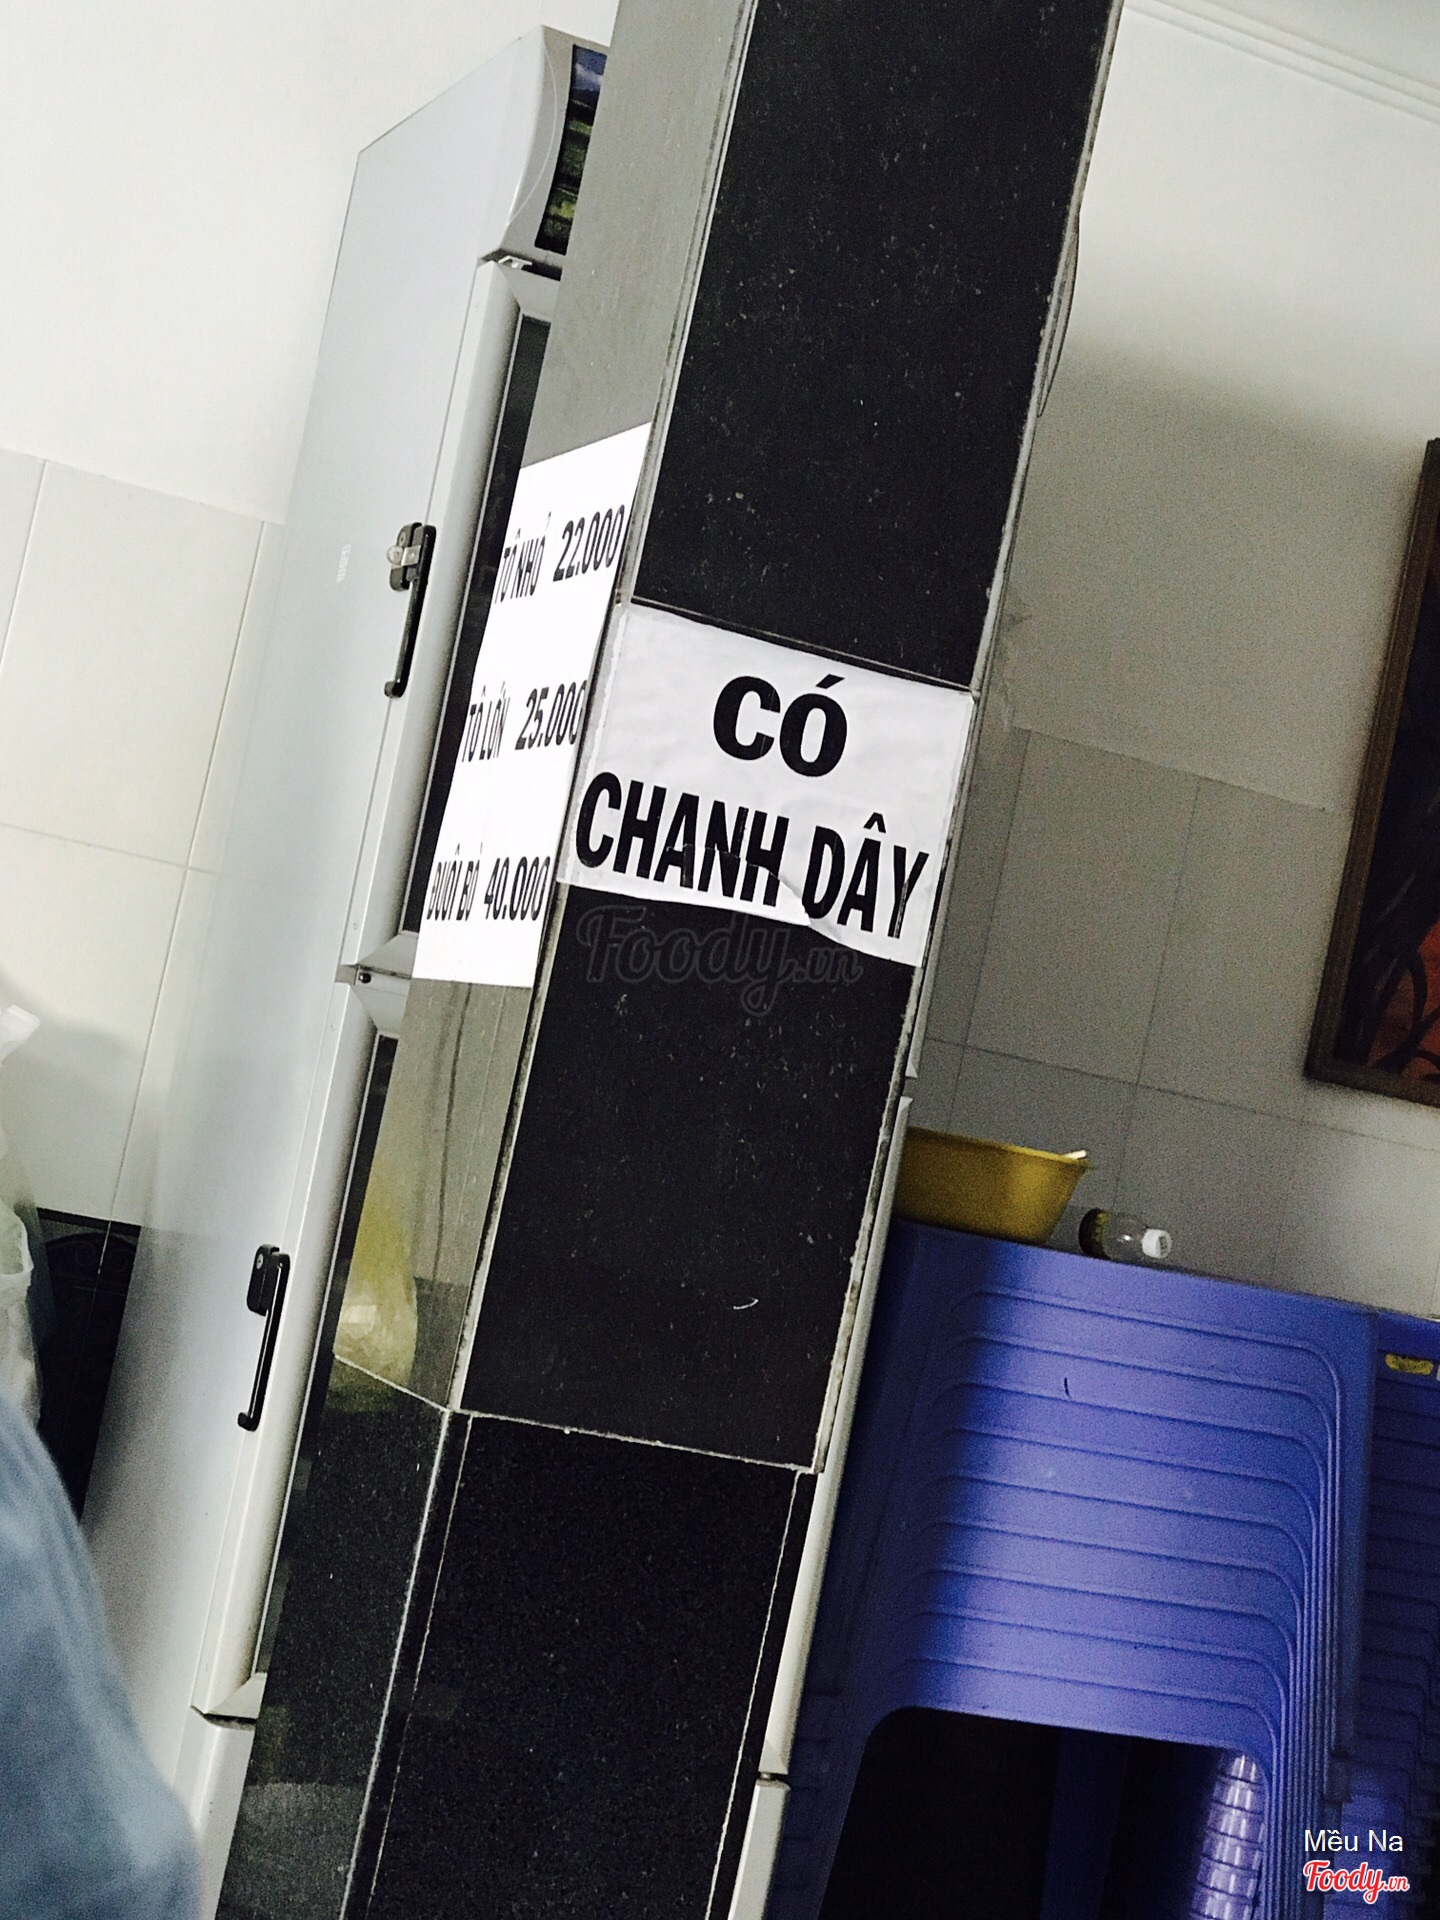 TÔ NHỎ 22.000
TÔ LỚN 25.000
ĐUÔI BÒ 40.000
CÓ
CHANH DÂY
Foody.vn
Mều Na
Foody.vn